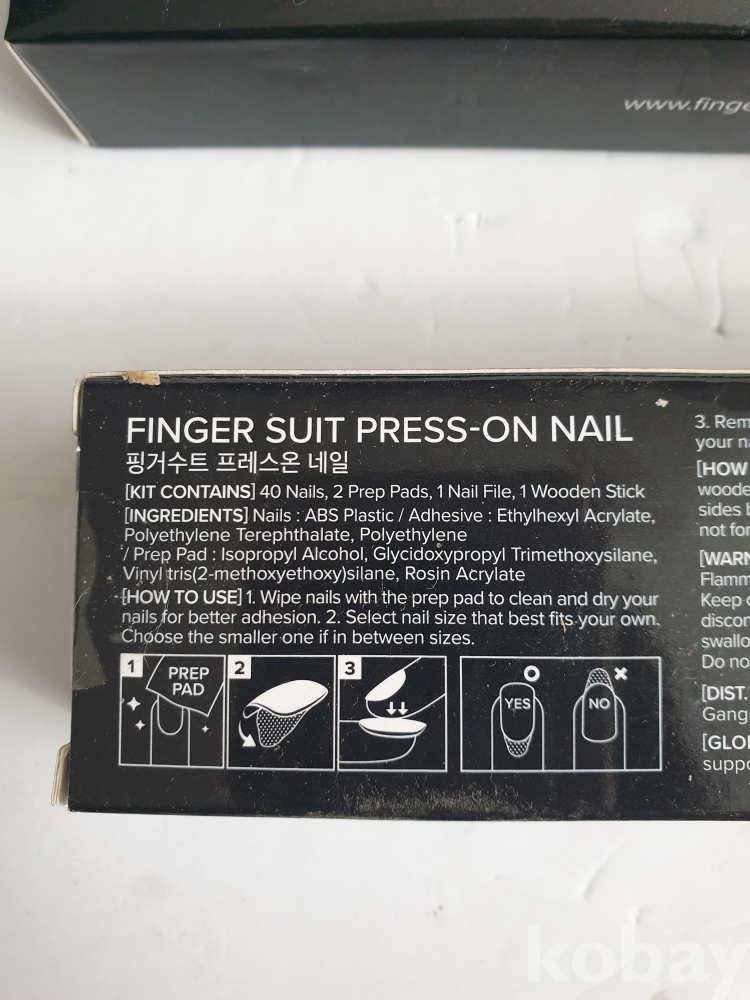 www.finge
FINGER SUIT PRESS-ON NAIL
핑거수트 프레스온 네일
[KIT CONTAINS] 40 Nails, 2 Prep Pads, 1 Nail File, 1 Wooden Stick
[INGREDIENTS] Nails : ABS Plastic / Adhesive : Ethylhexyl Acrylate,
Polyethylene Terephthalate, Polyethylene
/ Prep Pad : Isopropyl Alcohol, Glycidoxypropyl Trimethoxysilane,
Vinyl tris(2-methoxyethoxy)silane, Rosin Acrylate
[HOW TO USE] 1. Wipe nails with the prep pad to clean and dry your
nails for better adhesion. 2. Select nail size that best fits your own.
Choose the smaller one if in between sizes.
1 PREP PAD
2
3
YES
NO
3. Rem
your na
[HOW
woode
sides b
not for
[WARN
Flamm
Keep o
discon
swallo
Do no
[DIST.
Gang
[GLO
suppo
kobay